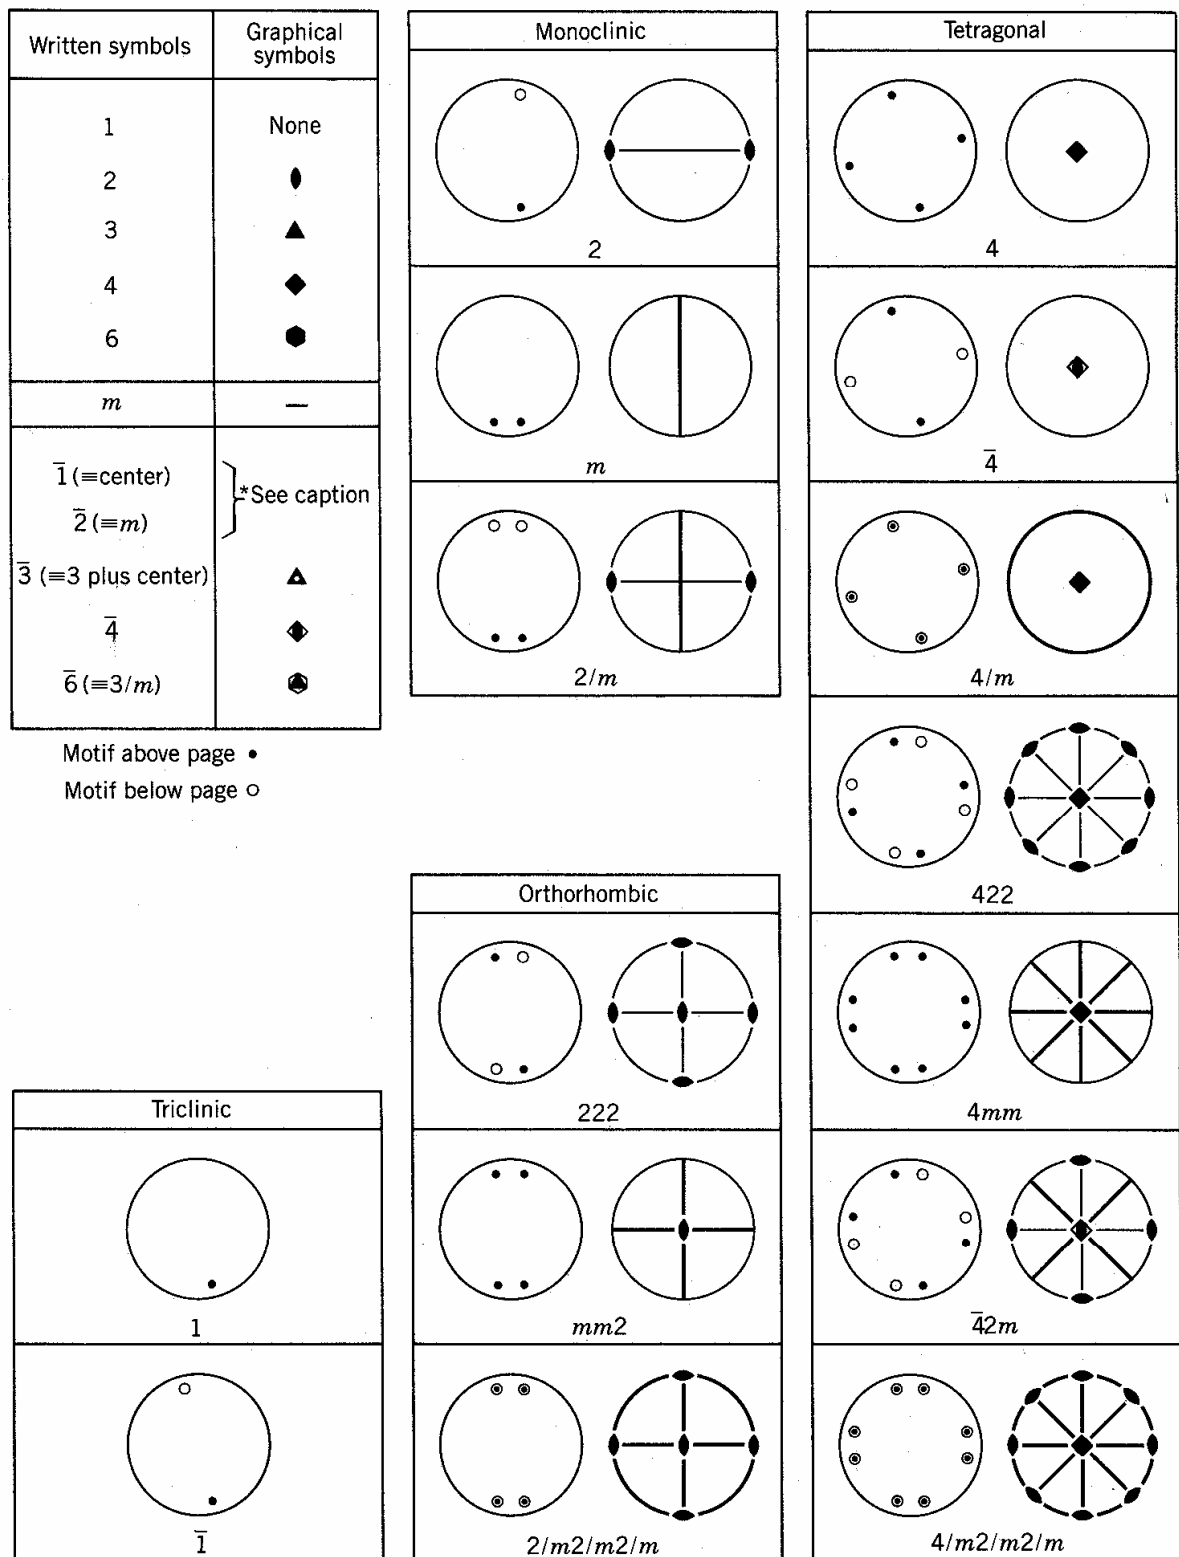 Written symbols
Graphical symbols
1
None
2
3
4
6
m
1̅ (≡center)
2̅ (≡m)
*See caption
3̅ (≡3 plus center)
4̅
6̅ (≡3/m)
Motif above page
Motif below page
Triclinic
1
1̅
Monoclinic
2
m
2/m
Orthorhombic
222
mm2
2/m2/m2/m
Tetragonal
4
4̅
4/m
422
4mm
4̅2m
4/m2/m2/m